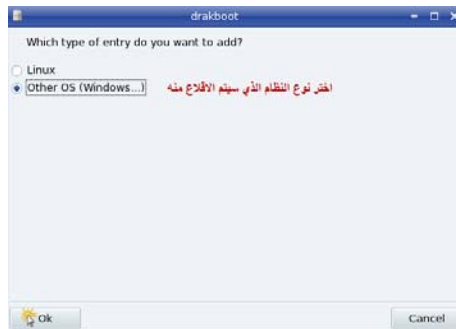 drakboot
Which type of entry do you want to add?
Linux
Other OS (Windows...) اختر نوع النظام الذي سيتم الاقلاع منه
Ok Cancel